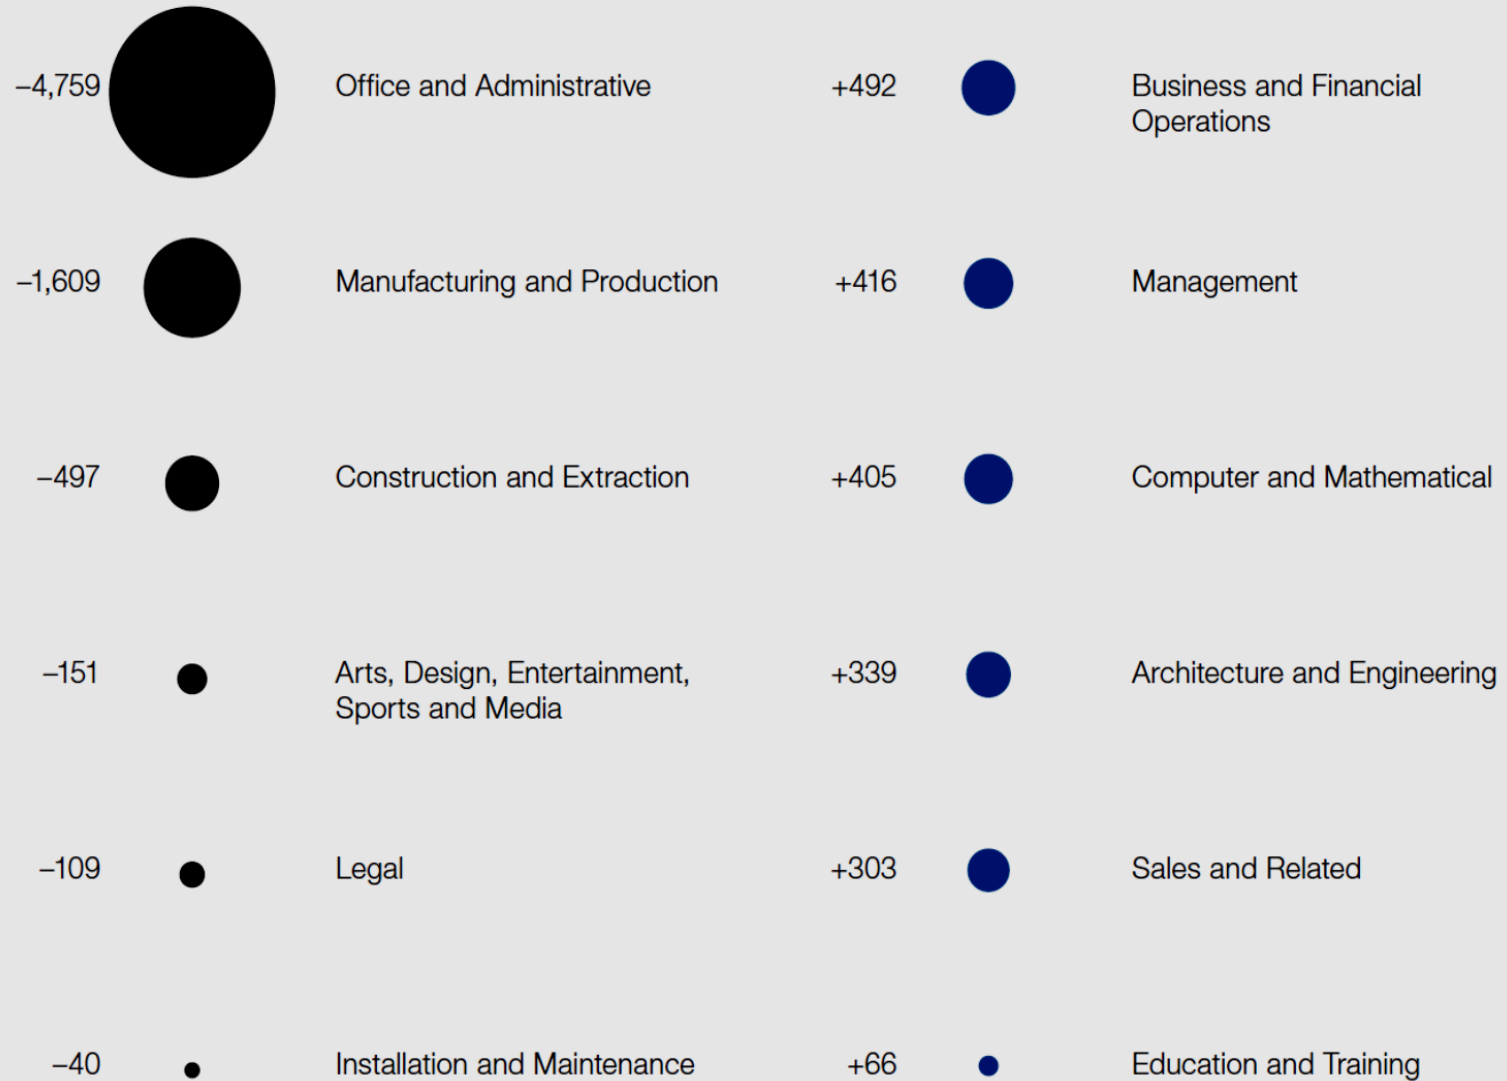 –4,759
Office and Administrative
+492
Business and Financial
Operations
–1,609
Manufacturing and Production
+416
Management
–497
Construction and Extraction
+405
Computer and Mathematical
–151
Arts, Design, Entertainment,
Sports and Media
+339
Architecture and Engineering
–109
Legal
+303
Sales and Related
–40
Installation and Maintenance
+66
Education and Training